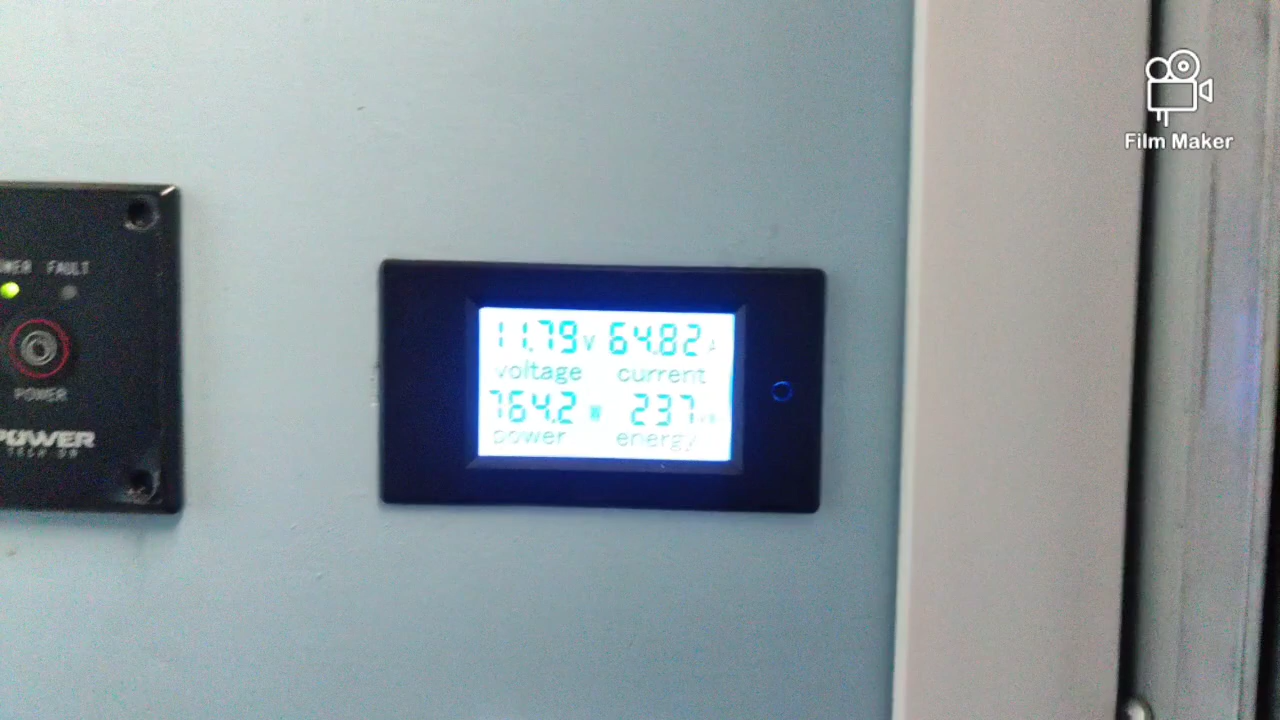 Film Maker
FAULT
POWER
11.79 V 64.82 A
voltage current
764.2 W 237
power energy